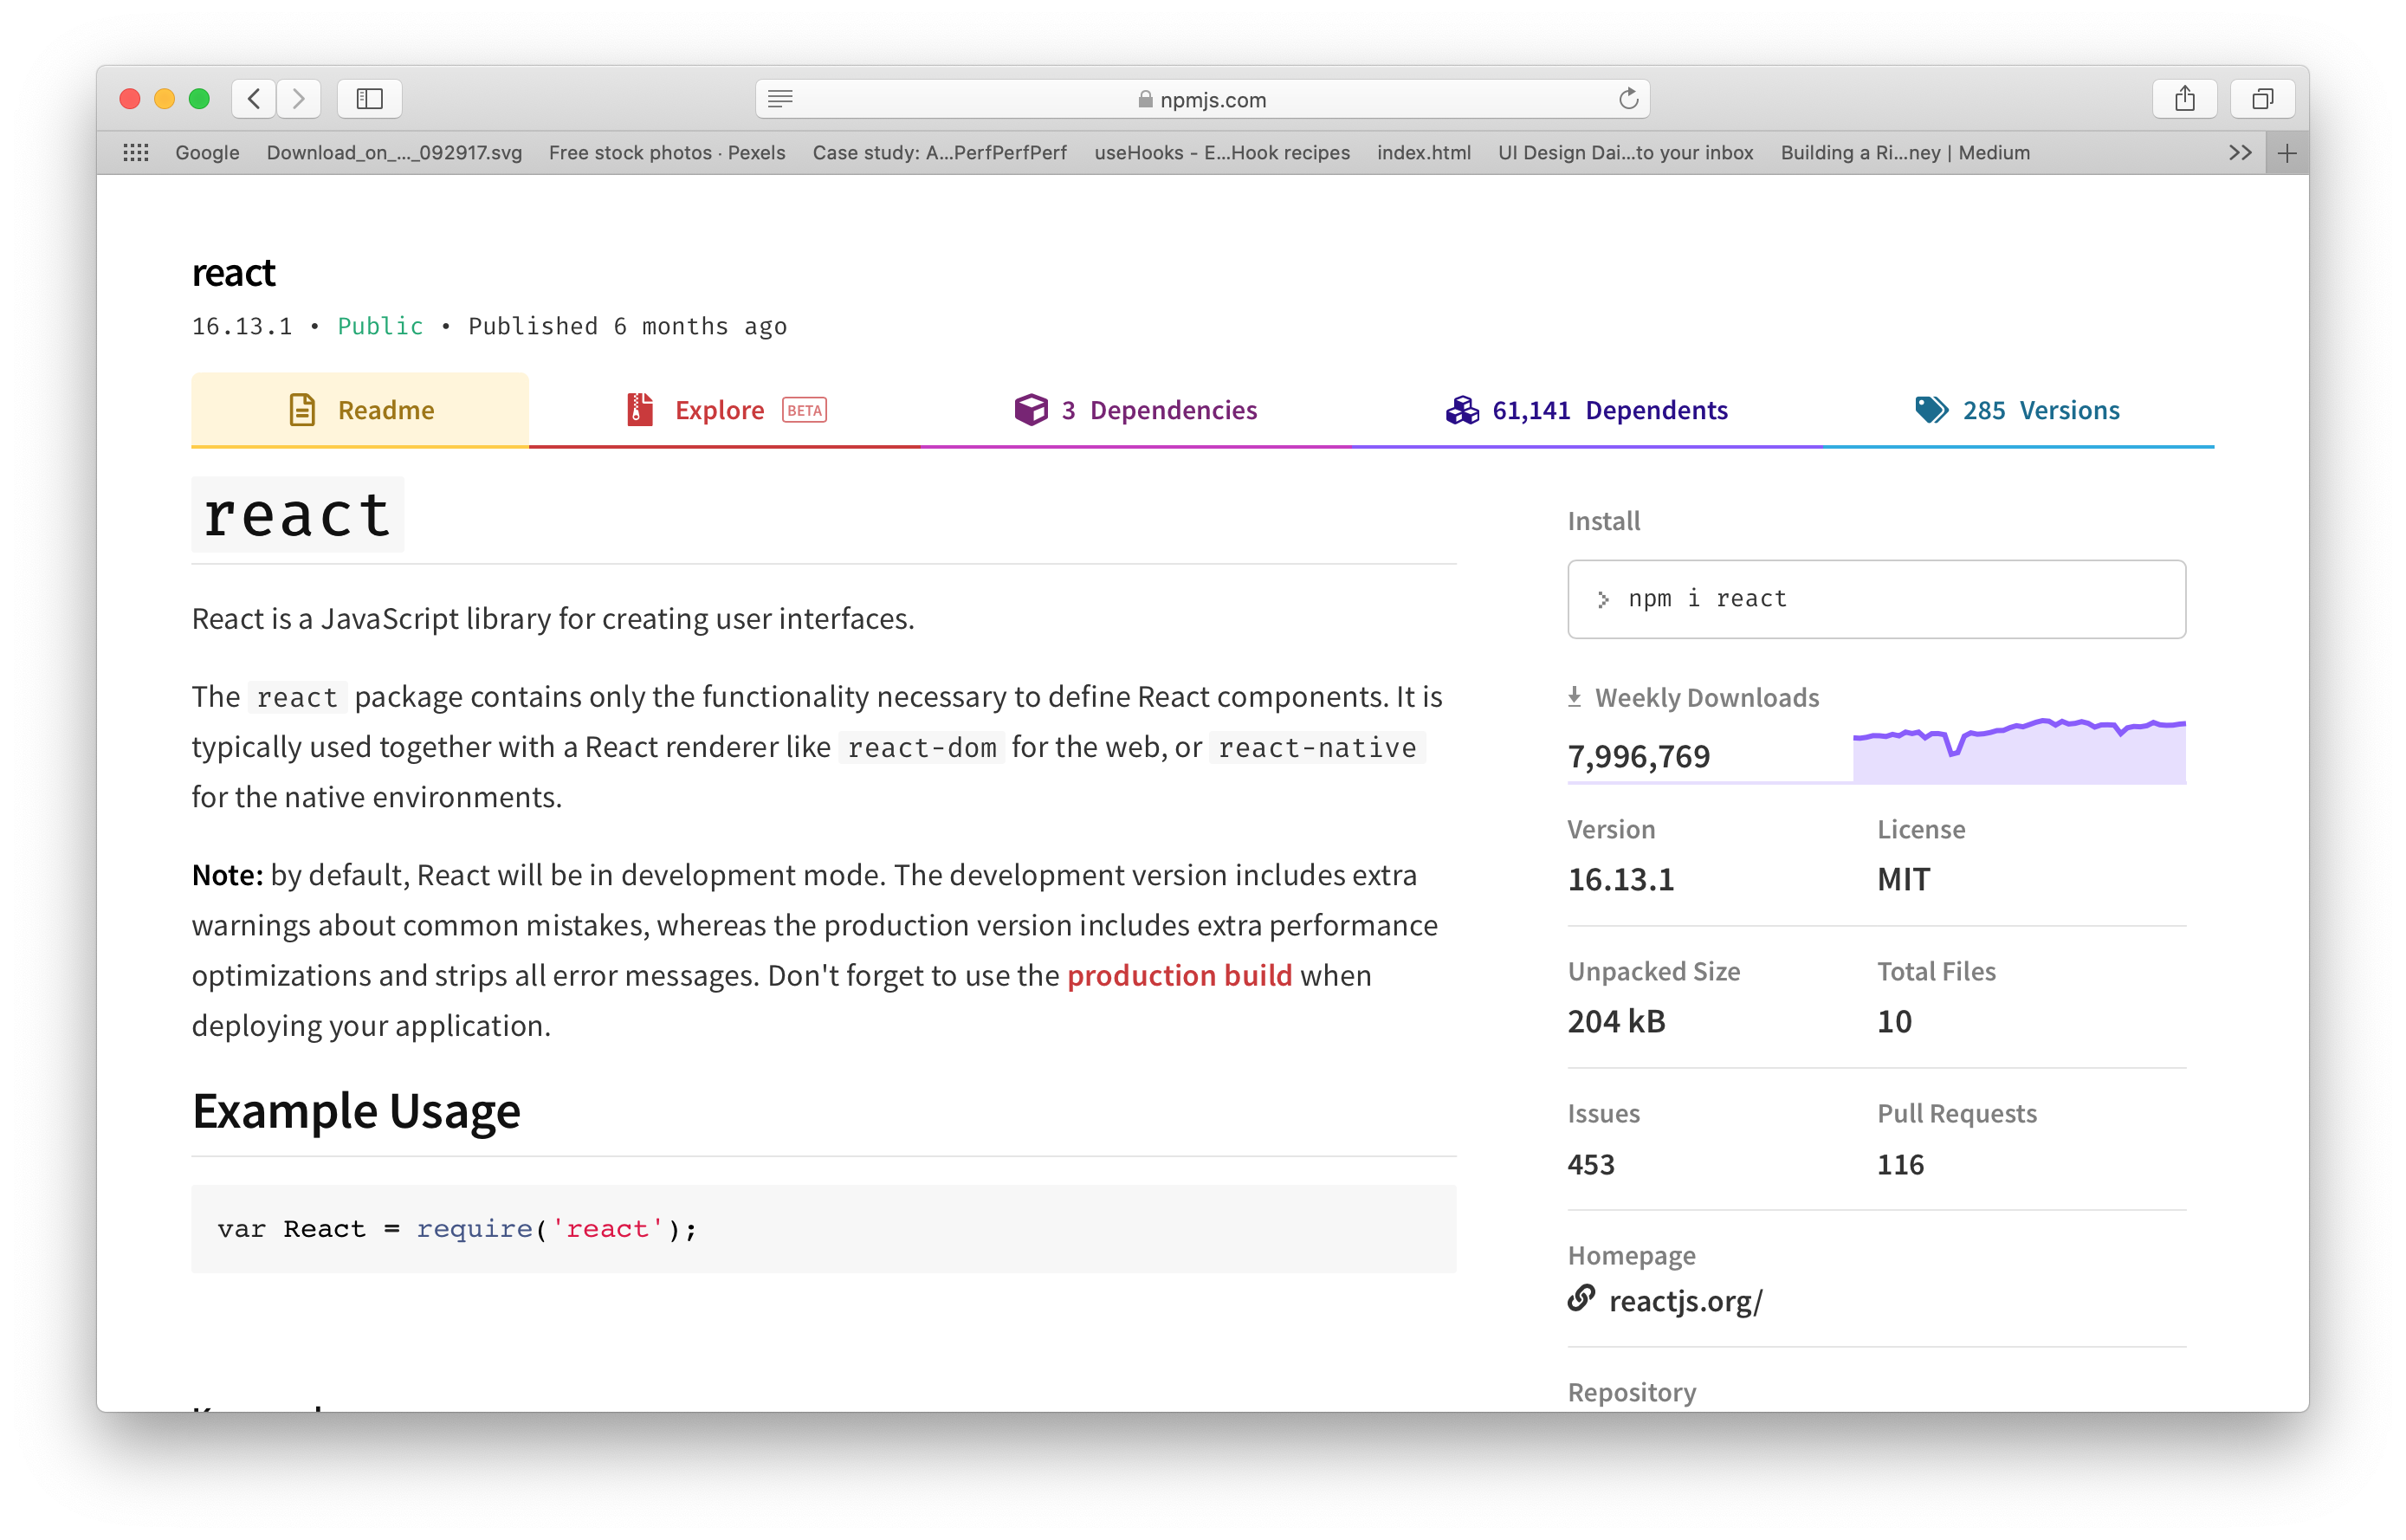 npmjs.com
Google Download_on_..._092917.svg Free stock photos · Pexels Case study: A...PerfPerfPerf useHooks - E...Hook recipes index.html UI Design Dai...to your inbox Building a Ri...ney | Medium
react
16.13.1 • Public • Published 6 months ago
Readme Explore BETA 3 Dependencies 61,141 Dependents 285 Versions
react
React is a JavaScript library for creating user interfaces.
The react package contains only the functionality necessary to define React components. It is
typically used together with a React renderer like react-dom for the web, or react-native
for the native environments.
Note: by default, React will be in development mode. The development version includes extra
warnings about common mistakes, whereas the production version includes extra performance
optimizations and strips all error messages. Don't forget to use the production build when
deploying your application.
Example Usage
var React = require('react');
Install
> npm i react
Weekly Downloads
7,996,769
Version License
16.13.1 MIT
Unpacked Size Total Files
204 kB 10
Issues Pull Requests
453 116
Homepage
reactjs.org/
Repository